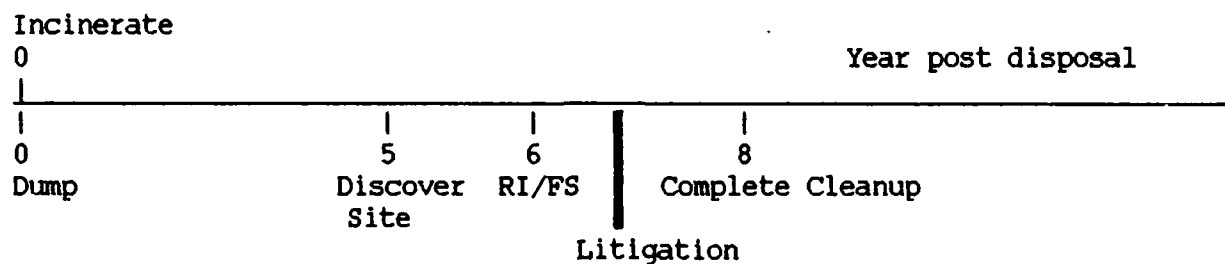 Incinerate
0 Year post disposal
0 5 6 8
Dump Discover RI/FS Complete Cleanup
Site
Litigation